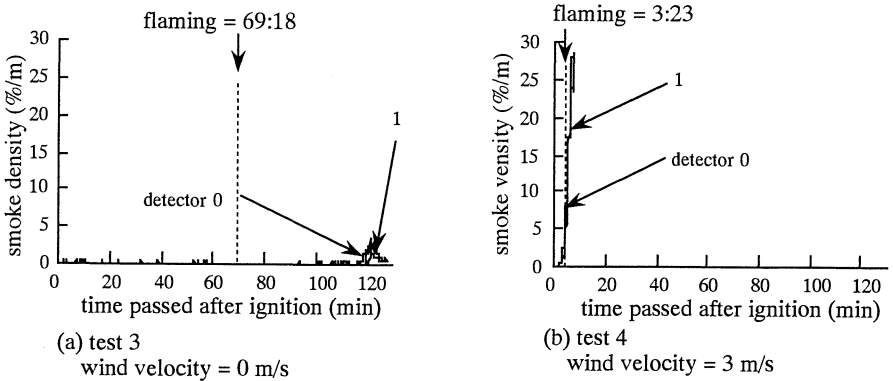 flaming = 69:18
30
25
20
15
10
5
0
smoke density (%/m)
detector 0
1
0 20 40 60 80 100 120
time passed after ignition (min)
(a) test 3
wind velocity = 0 m/s
flaming = 3:23
30
25
20
15
10
5
0
smoke vensity (%/m)
1
detector 0
0 20 40 60 80 100 120
time passed after ignition (min)
(b) test 4
wind velocity = 3 m/s